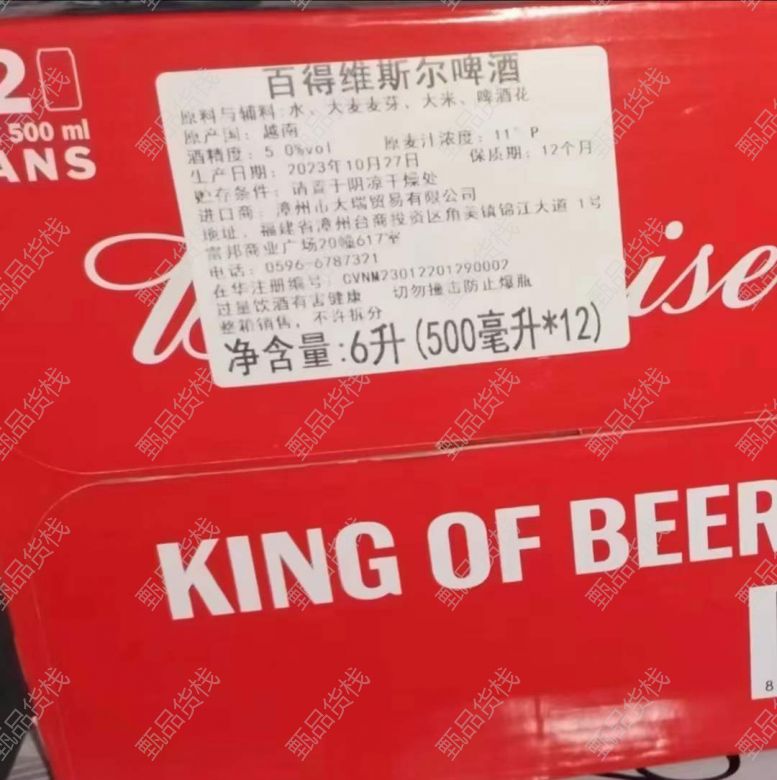 2
500 ml
ANS
百得维斯尔啤酒
原料与辅料:水、大麦麦芽、大米、啤酒花
原产国: 越南
酒精度: 5.0%vol 原麦汁浓度: 11°P
生产日期: 2023年10月27日 保质期: 12个月
贮存条件: 请置于阴凉干燥处
进口商: 漳州市大瑞贸易有限公司
地址: 福建省漳州台商投资区角美镇锦江大道 1号
富邦商业广场20幢617室
电话: 0596-6787321
在华注册编号: CVNM23012201290002
过量饮酒有害健康 切勿撞击防止爆瓶
整箱销售, 不许拆分
净含量:6升(500毫升*12)
ise
KING OF BEER
8
甄品货栈